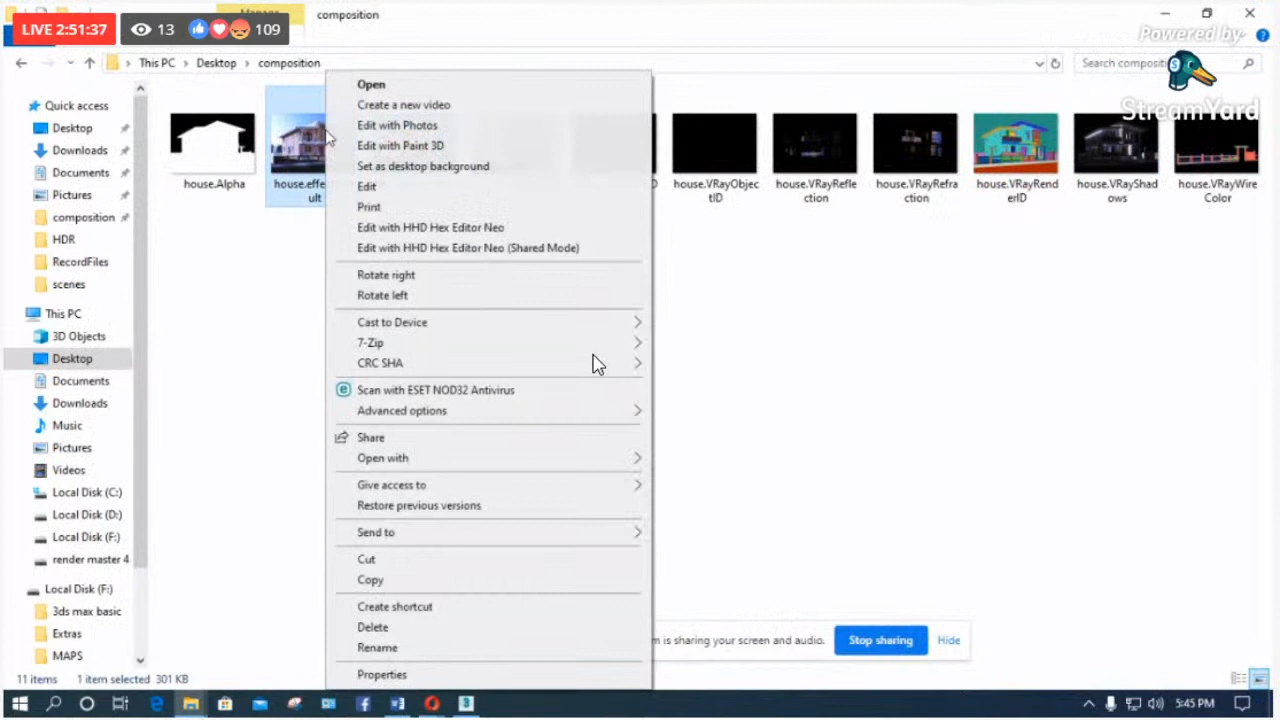 Manage
composition
LIVE 2:51:37
13
109
Powered by
StreamYard
This PC
Desktop
composition
Search composit
Quick access
Desktop
Downloads
Documents
Pictures
composition
HDR
RecordFiles
scenes
This PC
3D Objects
Desktop
Documents
Downloads
Music
Pictures
Videos
Local Disk (C:)
Local Disk (D:)
Local Disk (F:)
render master 4
Local Disk (F:)
3ds max basic
Extras
MAPS
house.Alpha
house.effe
ult
D
house.VRayObjec
tID
house.VRayRefle
ction
house.VRayRefra
ction
house.VRayRend
erID
house.VRayShad
ows
house.VRayWire
Color
Open
Create a new video
Edit with Photos
Edit with Paint 3D
Set as desktop background
Edit
Print
Edit with HHD Hex Editor Neo
Edit with HHD Hex Editor Neo (Shared Mode)
Rotate right
Rotate left
Cast to Device
7-Zip
CRC SHA
Scan with ESET NOD32 Antivirus
Advanced options
Share
Open with
Give access to
Restore previous versions
Send to
Cut
Copy
Create shortcut
Delete
Rename
Properties
m is sharing your screen and audio.
Stop sharing
Hide
11 items
1 item selected 301 KB
5:45 PM